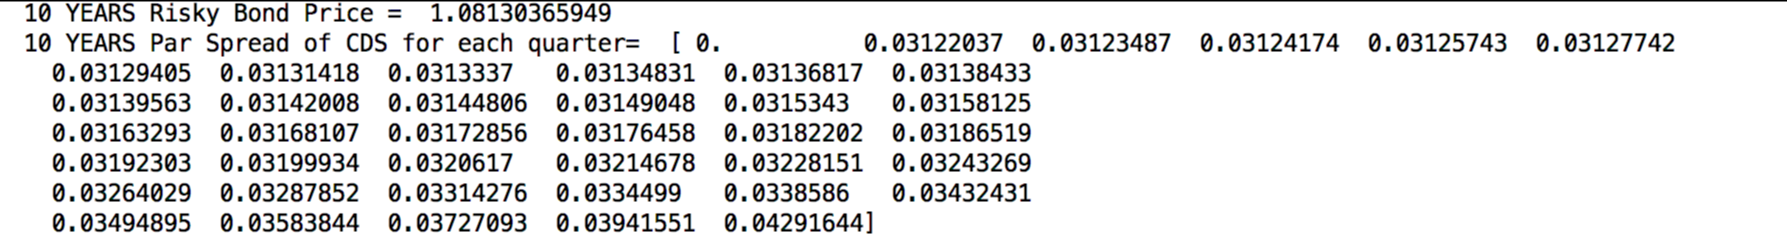 10 YEARS Risky Bond Price =  1.08130365949
10 YEARS Par Spread of CDS for each quarter=  [ 0.          0.03122037  0.03123487  0.03124174  0.03125743  0.03127742
0.03129405  0.03131418  0.0313337   0.03134831  0.03136817  0.03138433
0.03139563  0.03142008  0.03144806  0.03149048  0.0315343   0.03158125
0.03163293  0.03168107  0.03172856  0.03176458  0.03182202  0.03186519
0.03192303  0.03199934  0.0320617   0.03214678  0.03228151  0.03243269
0.03264029  0.03287852  0.03314276  0.0334499   0.0338586   0.03432431
0.03494895  0.03583844  0.03727093  0.03941551  0.04291644]